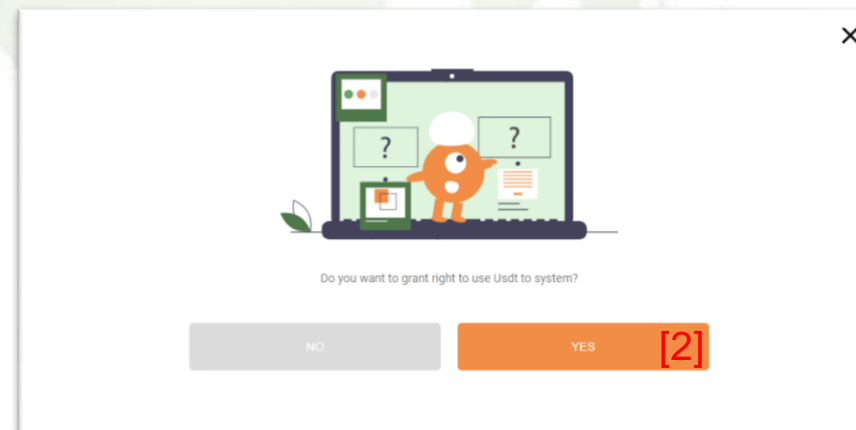 ? ?
Do you want to grant right to use Usdt to system?
NO YES [2]